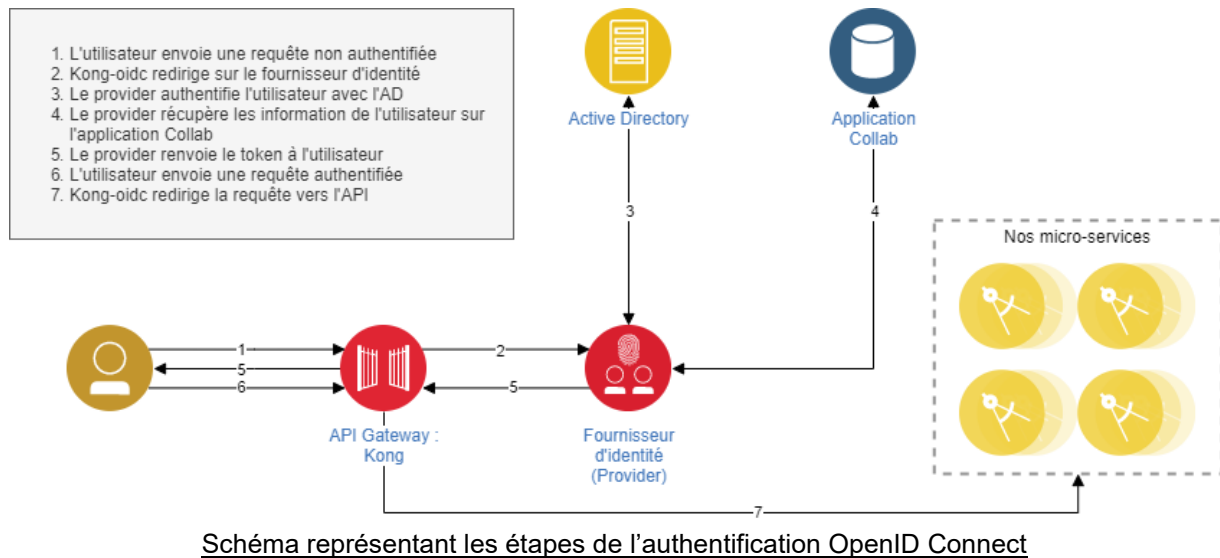 1. L'utilisateur envoie une requête non authentifiée
2. Kong-oidc redirige sur le fournisseur d'identité
3. Le provider authentifie l'utilisateur avec l'AD
4. Le provider récupère les information de l'utilisateur sur
l'application Collab
5. Le provider renvoie le token à l'utilisateur
6. L'utilisateur envoie une requête authentifiée
7. Kong-oidc redirige la requête vers l'API
Active Directory
Application
Collab
3
4
Nos micro-services
1
2
5
5
6
API Gateway :
Kong
Fournisseur
d'identité
(Provider)
7
Schéma représentant les étapes de l’authentification OpenID Connect